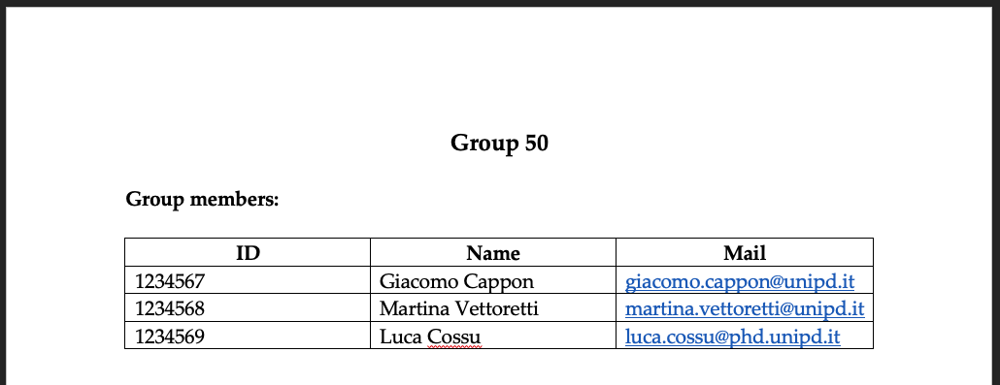 Group 50
Group members:
ID Name Mail
1234567 Giacomo Cappon giacomo.cappon@unipd.it
1234568 Martina Vettoretti martina.vettoretti@unipd.it
1234569 Luca Cossu luca.cossu@phd.unipd.it